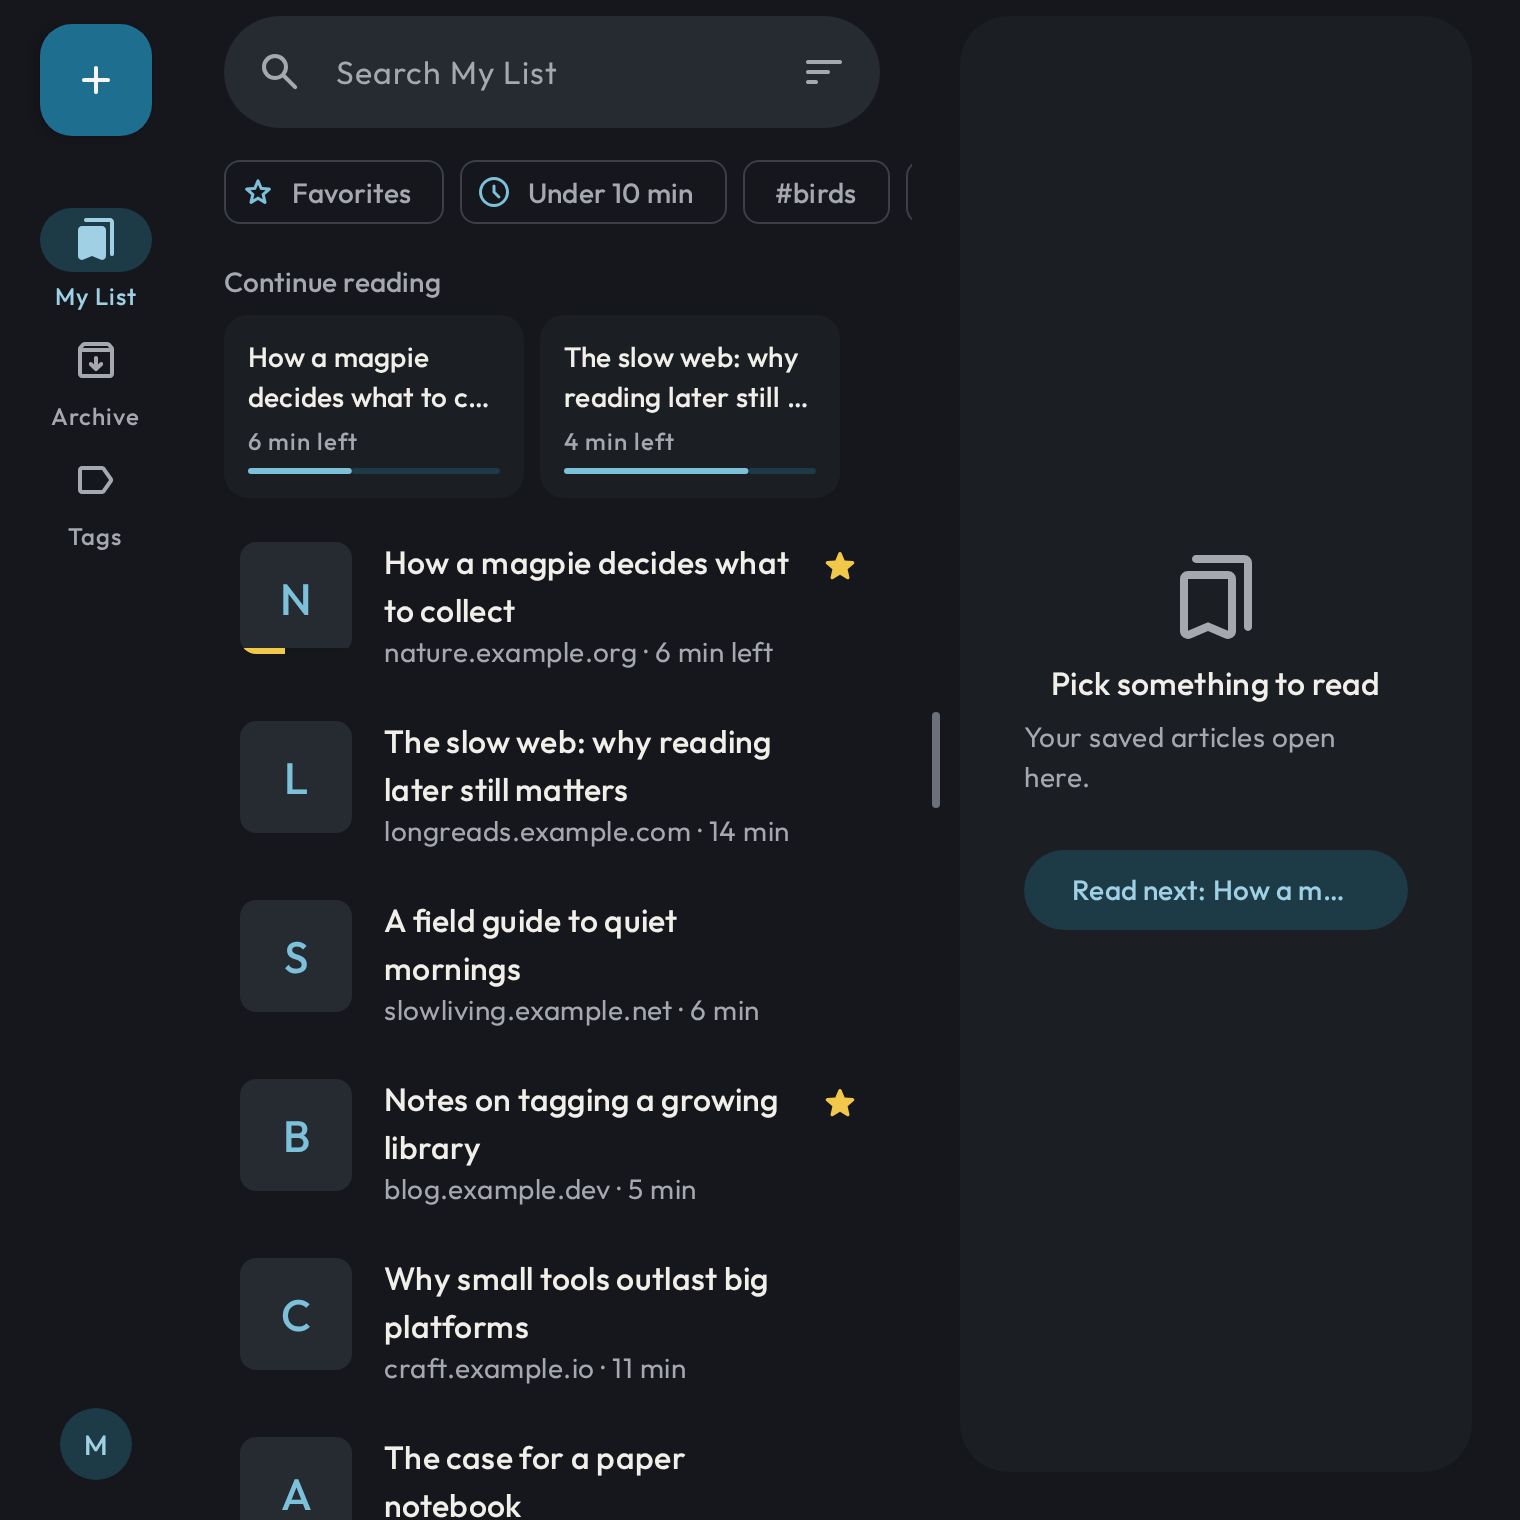 Search My List
Favorites
Under 10 min
#birds
My List
Archive
Tags
M
Continue reading
How a magpie
decides what to c...
6 min left
The slow web: why
reading later still ...
4 min left
N
How a magpie decides what
to collect
nature.example.org · 6 min left
L
The slow web: why reading
later still matters
longreads.example.com · 14 min
S
A field guide to quiet
mornings
slowliving.example.net · 6 min
B
Notes on tagging a growing
library
blog.example.dev · 5 min
C
Why small tools outlast big
platforms
craft.example.io · 11 min
A
The case for a paper
notebook
Pick something to read
Your saved articles open
here.
Read next: How a m...